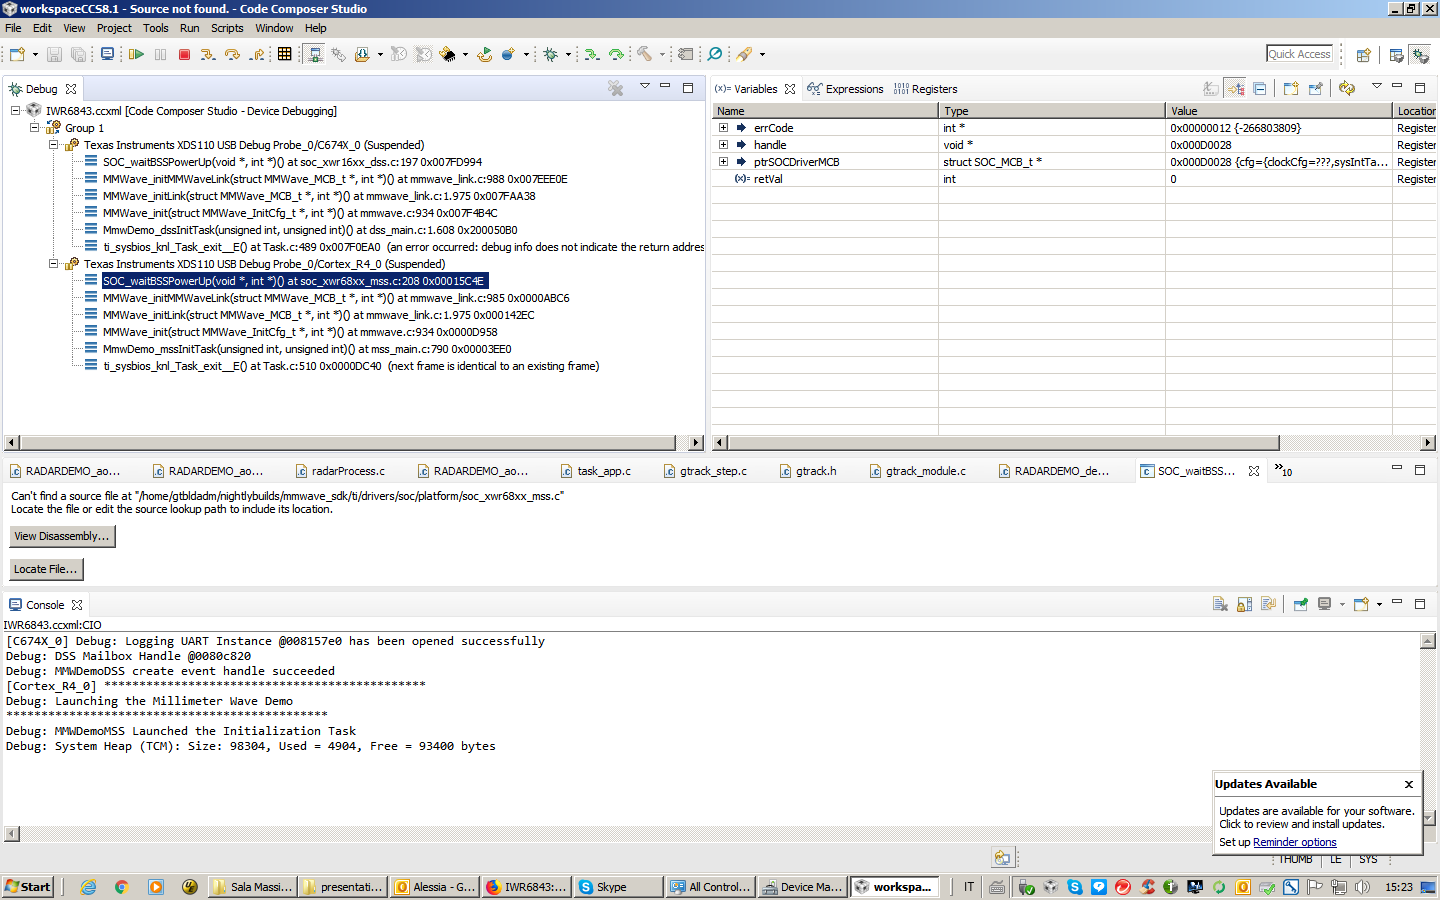 workspaceCCS8.1 - Source not found. - Code Composer Studio
File Edit View Project Tools Run Scripts Window Help
Quick Access
Debug
IWR6843.ccxml [Code Composer Studio - Device Debugging]
Group 1
Texas Instruments XDS110 USB Debug Probe_0/C674X_0 (Suspended)
SOC_waitBSSPowerUp(void *, int *)() at soc_xwr16xx_dss.c:197 0x007FD994
MMWave_initMMWaveLink(struct MMWave_MCB_t *, int *)() at mmwave_link.c:988 0x007EEE0E
MMWave_initLink(struct MMWave_MCB_t *, int *)() at mmwave_link.c:1.975 0x007FAA38
MMWave_init(struct MMWave_InitCfg_t *, int *)() at mmwave.c:934 0x007F4B4C
MmwDemo_dssInitTask(unsigned int, unsigned int)() at dss_main.c:1.608 0x200050B0
ti_sysbios_knl_Task_exit__E() at Task.c:489 0x007F0EA0 (an error occurred: debug info does not indicate the return addres
Texas Instruments XDS110 USB Debug Probe_0/Cortex_R4_0 (Suspended)
SOC_waitBSSPowerUp(void *, int *)() at soc_xwr68xx_mss.c:208 0x00015C4E
MMWave_initMMWaveLink(struct MMWave_MCB_t *, int *)() at mmwave_link.c:985 0x0000ABC6
MMWave_initLink(struct MMWave_MCB_t *, int *)() at mmwave_link.c:1.975 0x000142EC
MMWave_init(struct MMWave_InitCfg_t *, int *)() at mmwave.c:934 0x0000D958
MmwDemo_mssInitTask(unsigned int, unsigned int)() at mss_main.c:790 0x00003EE0
ti_sysbios_knl_Task_exit__E() at Task.c:510 0x0000DC40 (next frame is identical to an existing frame)
(x)= Variables Expressions 1010 0101 Registers
Name Type Value Location
errCode int * 0x00000012 {-266803809} Register
handle void * 0x000D0028 Register
ptrSOCDriverMCB struct SOC_MCB_t * 0x000D0028 {cfg={clockCfg=???,sysIntTa... Register
(x)= retVal int 0 Register
RADARDEMO_ao... RADARDEMO_ao... radarProcess.c RADARDEMO_ao... task_app.c gtrack_step.c gtrack.h gtrack_module.c RADARDEMO_de... SOC_waitBSS... »10
Can't find a source file at "/home/gtbldadm/nightlybuilds/mmwave_sdk/ti/drivers/soc/platform/soc_xwr68xx_mss.c"
Locate the file or edit the source lookup path to include its location.
View Disassembly...
Locate File...
Console
IWR6843.ccxml:CIO
[C674X_0] Debug: Logging UART Instance @008157e0 has been opened successfully
Debug: DSS Mailbox Handle @0080c820
Debug: MMWDemoDSS create event handle succeeded
[Cortex_R4_0] **********************************************
Debug: Launching the Millimeter Wave Demo
**********************************************
Debug: MMWDemoMSS Launched the Initialization Task
Debug: System Heap (TCM): Size: 98304, Used = 4904, Free = 93400 bytes
Updates Available
Updates are available for your software.
Click to review and install updates.
Set up Reminder options
THUMB LE SYS
Start Sala Massi... presentati... Alessia - G... IWR6843:... Skype All Control... Device Ma... workspa... IT 15:23